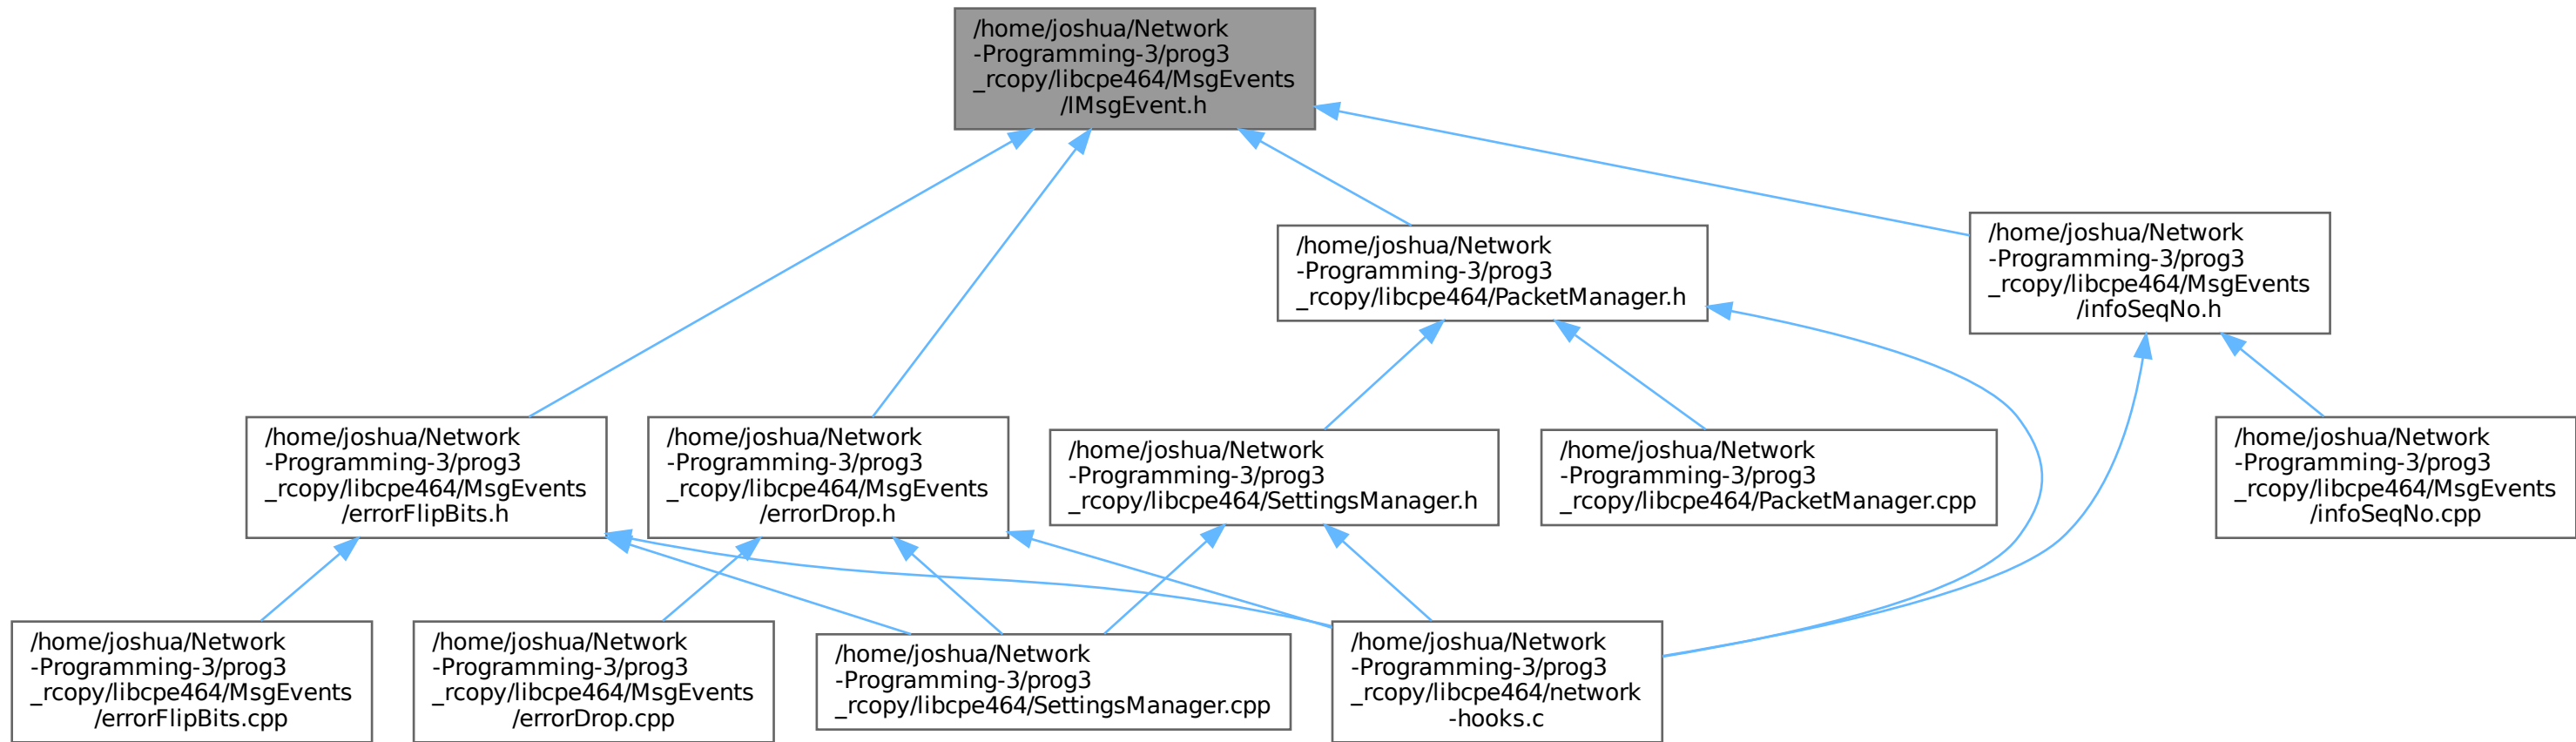 /home/joshua/Network
-Programming-3/prog3
_rcopy/libcpe464/MsgEvents
/IMsgEvent.h
/home/joshua/Network
-Programming-3/prog3
_rcopy/libcpe464/PacketManager.h
/home/joshua/Network
-Programming-3/prog3
_rcopy/libcpe464/MsgEvents
/infoSeqNo.h
/home/joshua/Network
-Programming-3/prog3
_rcopy/libcpe464/MsgEvents
/errorFlipBits.h
/home/joshua/Network
-Programming-3/prog3
_rcopy/libcpe464/MsgEvents
/errorDrop.h
/home/joshua/Network
-Programming-3/prog3
_rcopy/libcpe464/SettingsManager.h
/home/joshua/Network
-Programming-3/prog3
_rcopy/libcpe464/PacketManager.cpp
/home/joshua/Network
-Programming-3/prog3
_rcopy/libcpe464/MsgEvents
/infoSeqNo.cpp
/home/joshua/Network
-Programming-3/prog3
_rcopy/libcpe464/MsgEvents
/errorFlipBits.cpp
/home/joshua/Network
-Programming-3/prog3
_rcopy/libcpe464/MsgEvents
/errorDrop.cpp
/home/joshua/Network
-Programming-3/prog3
_rcopy/libcpe464/SettingsManager.cpp
/home/joshua/Network
-Programming-3/prog3
_rcopy/libcpe464/network
-hooks.c